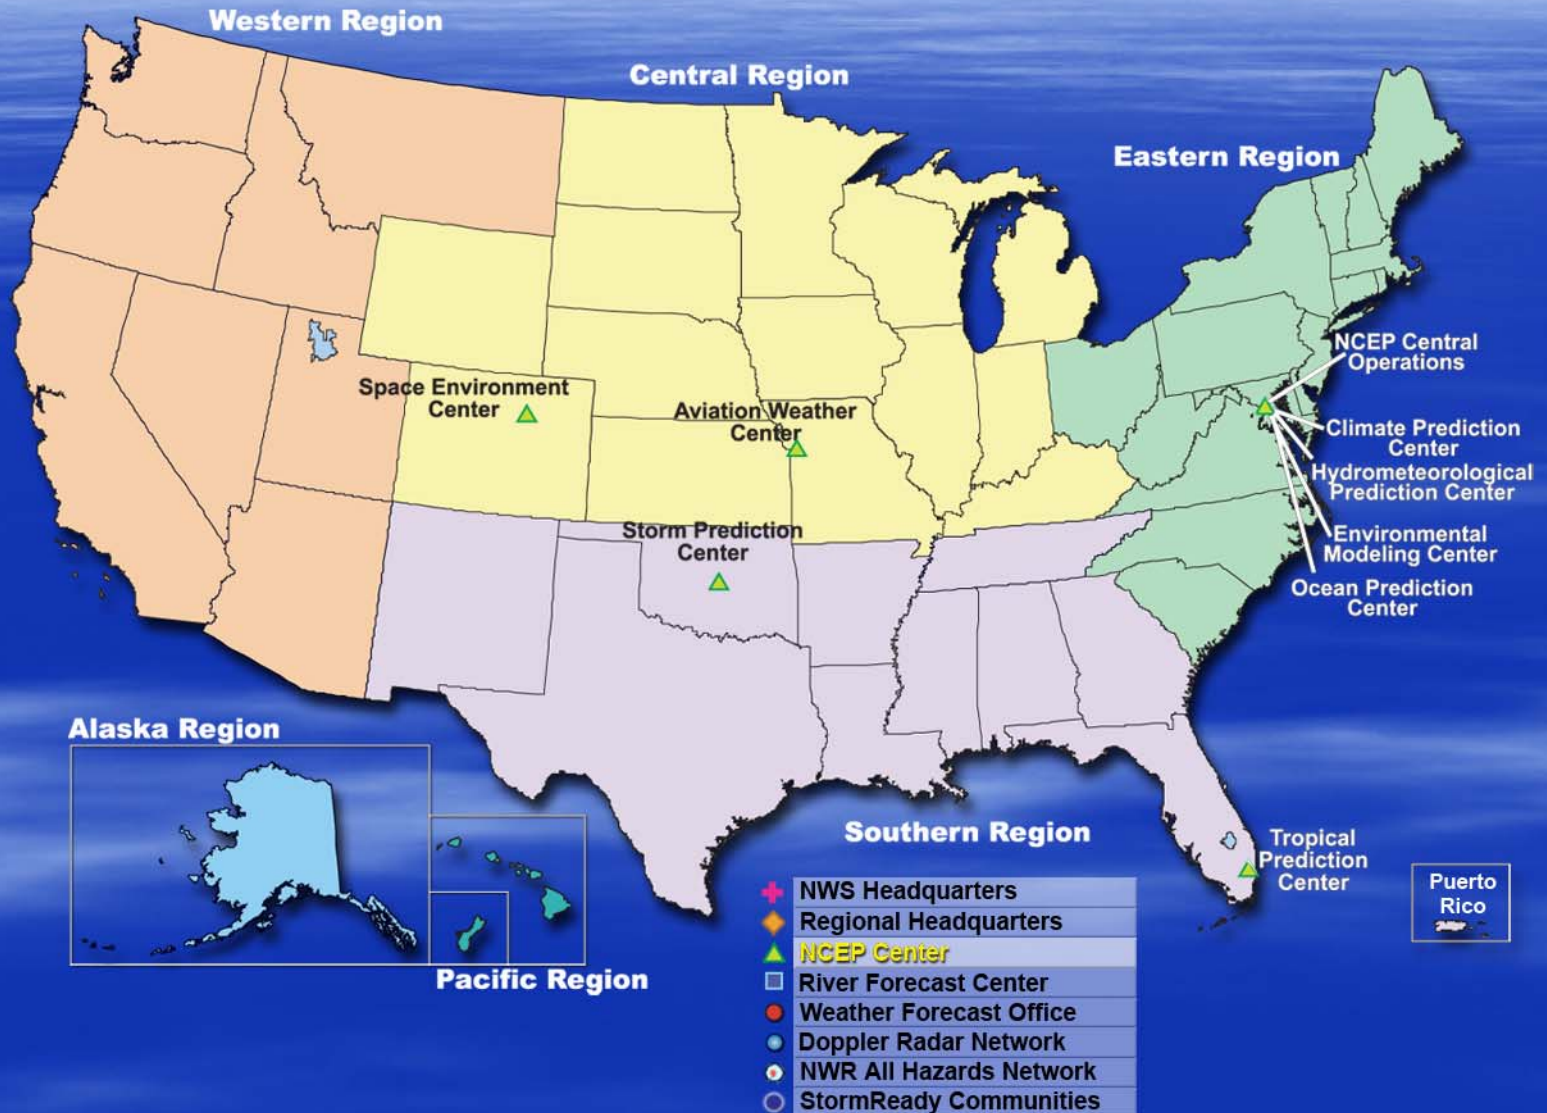 Western Region
Central Region
Eastern Region
NCEP Central
Operations
Space Environment
Center
Aviation Weather
Center
Climate Prediction
Center
Hydrometeorological
Prediction Center
Storm Prediction
Center
Environmental
Modeling Center
Ocean Prediction
Center
Alaska Region
Southern Region
Tropical
Prediction
Center
Puerto
Rico
Pacific Region
NWS Headquarters
Regional Headquarters
NCEP Center
River Forecast Center
Weather Forecast Office
Doppler Radar Network
NWR All Hazards Network
StormReady Communities